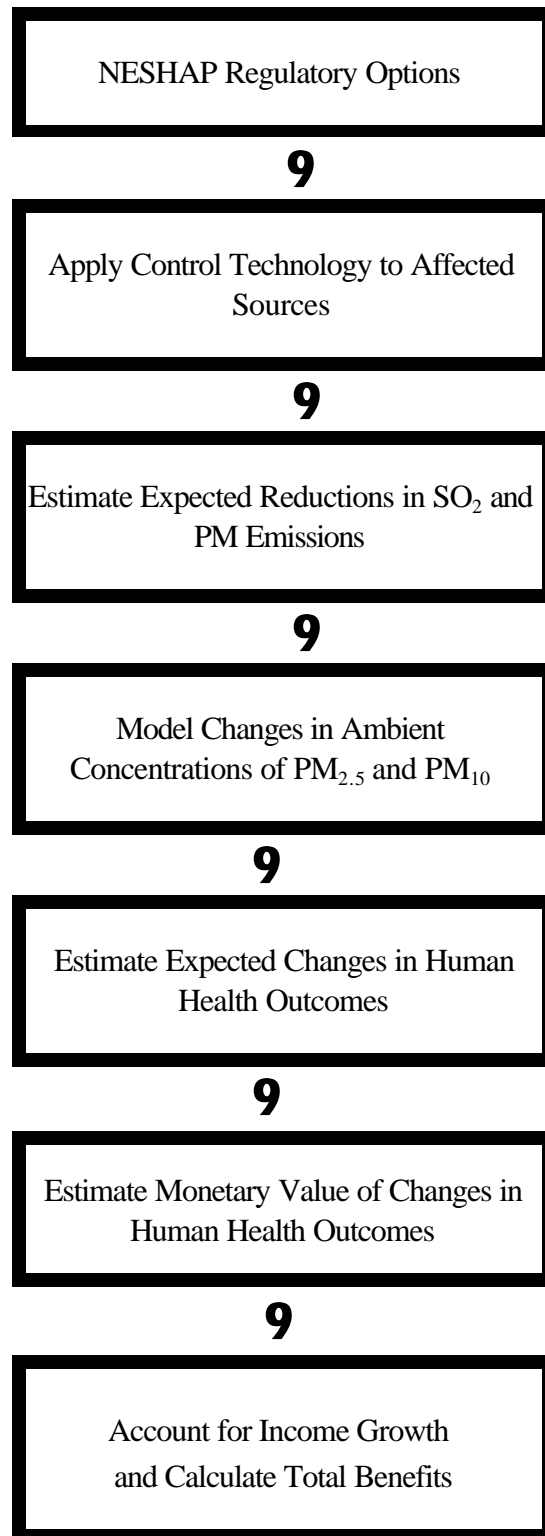 NESHAP Regulatory Options
9
Apply Control Technology to Affected
Sources
9
Estimate Expected Reductions in SO₂ and
PM Emissions
9
Model Changes in Ambient
Concentrations of PM₂.₅ and PM₁₀
9
Estimate Expected Changes in Human
Health Outcomes
9
Estimate Monetary Value of Changes in
Human Health Outcomes
9
Account for Income Growth
and Calculate Total Benefits